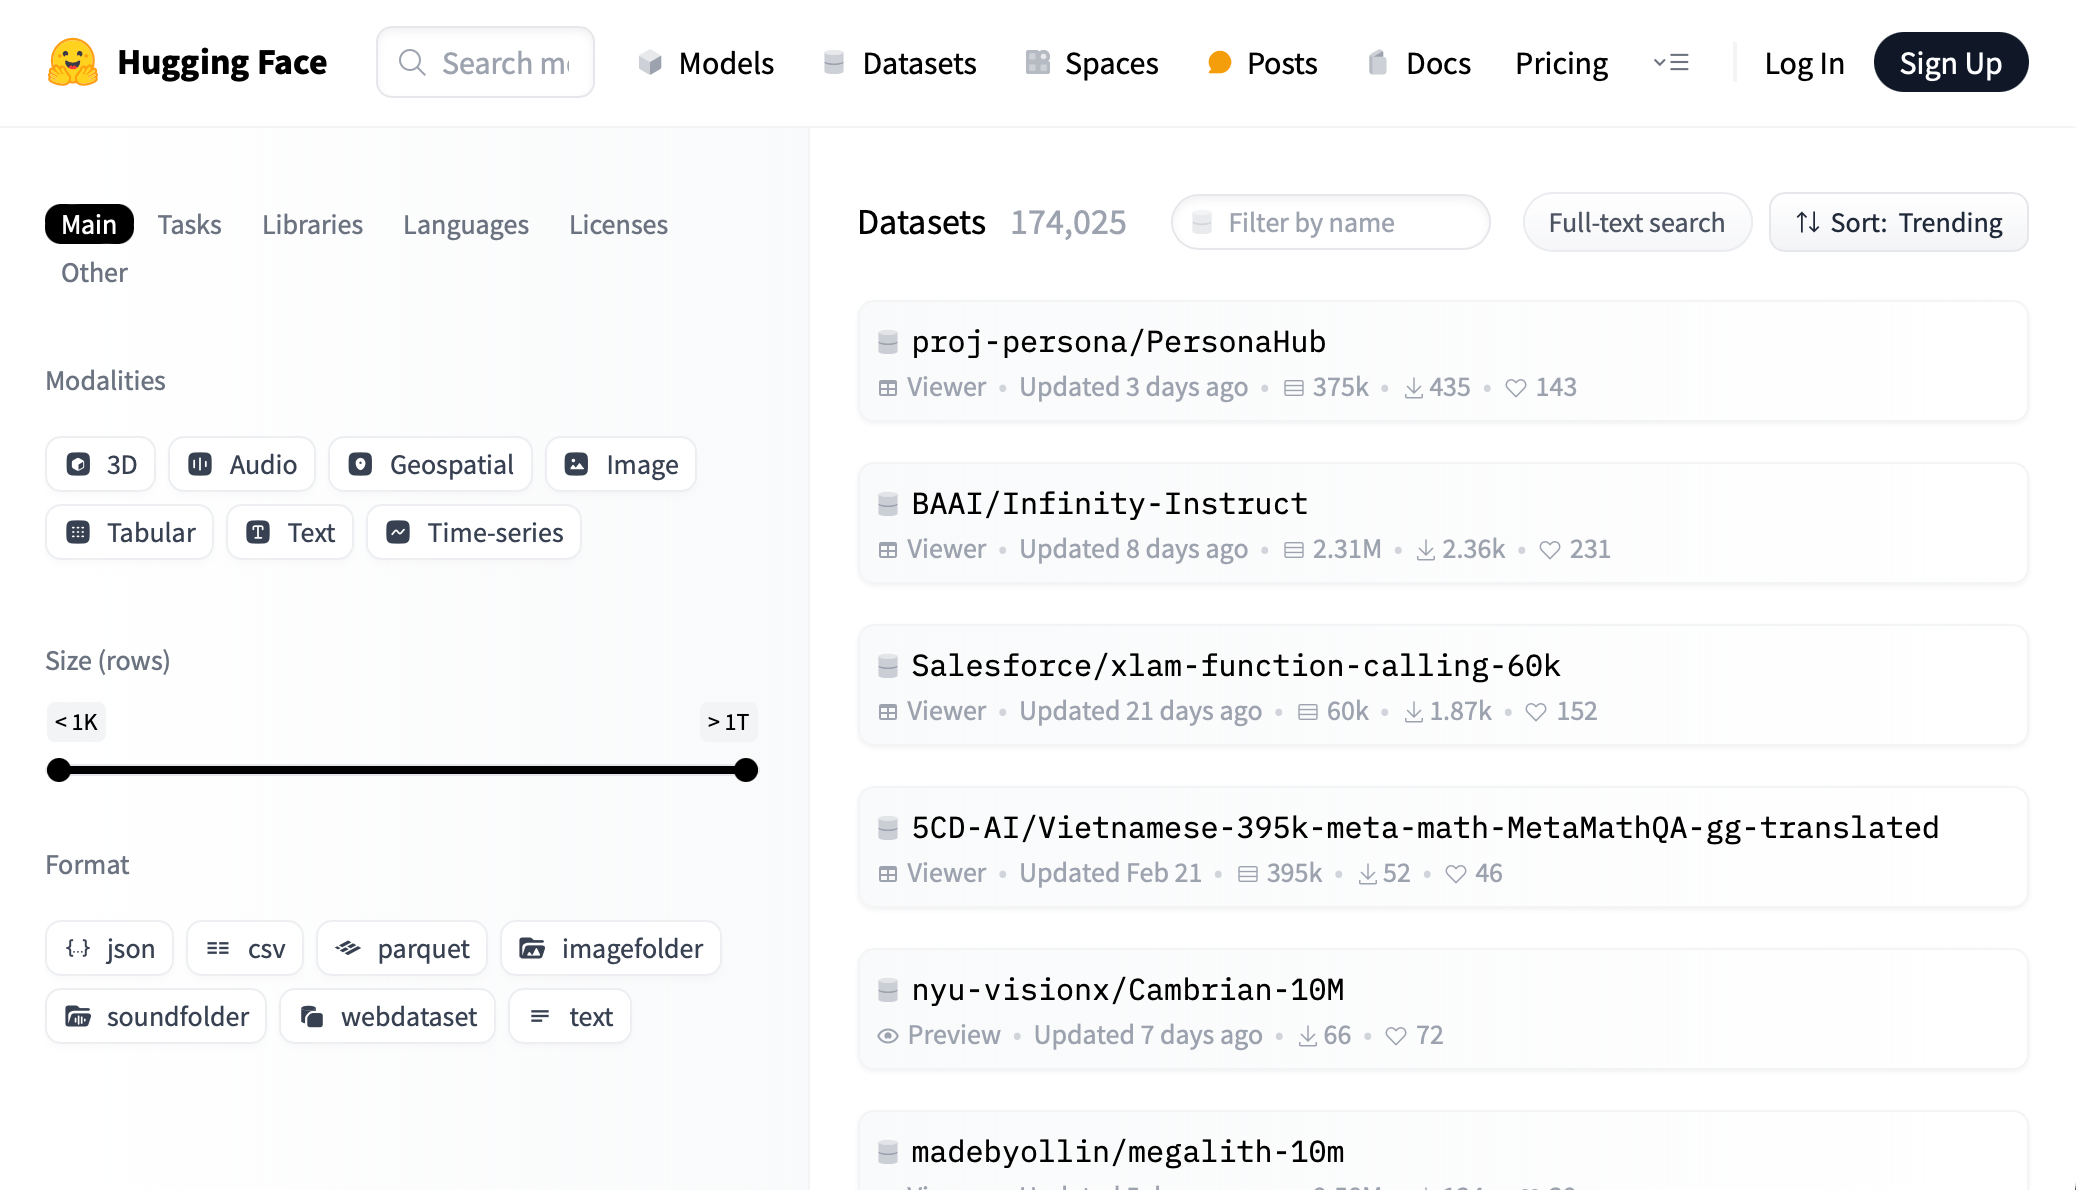 Hugging Face
Search m
Models
Datasets
Spaces
Posts
Docs
Pricing
Log In
Sign Up
Main
Tasks
Libraries
Languages
Licenses
Other
Modalities
3D
Audio
Geospatial
Image
Tabular
Text
Time-series
Size (rows)
< 1K
> 1T
Format
json
csv
parquet
imagefolder
soundfolder
webdataset
text
Datasets 174,025
Filter by name
Full-text search
Sort: Trending
proj-persona/PersonaHub
Viewer • Updated 3 days ago • 375k • 435 • 143
BAAI/Infinity-Instruct
Viewer • Updated 8 days ago • 2.31M • 2.36k • 231
Salesforce/xlam-function-calling-60k
Viewer • Updated 21 days ago • 60k • 1.87k • 152
5CD-AI/Vietnamese-395k-meta-math-MetaMathQA-gg-translated
Viewer • Updated Feb 21 • 395k • 52 • 46
nyu-visionx/Cambrian-10M
Preview • Updated 7 days ago • 66 • 72
madebyollin/megalith-10m